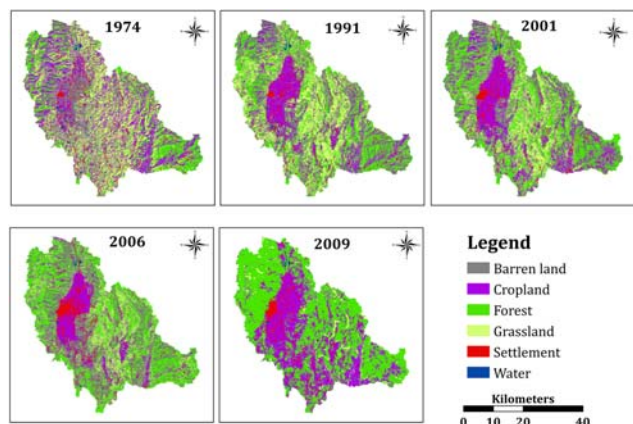 1974
1991
2001
2006
2009
Legend
Barren land
Cropland
Forest
Grassland
Settlement
Water
Kilometers
0 10 20 40